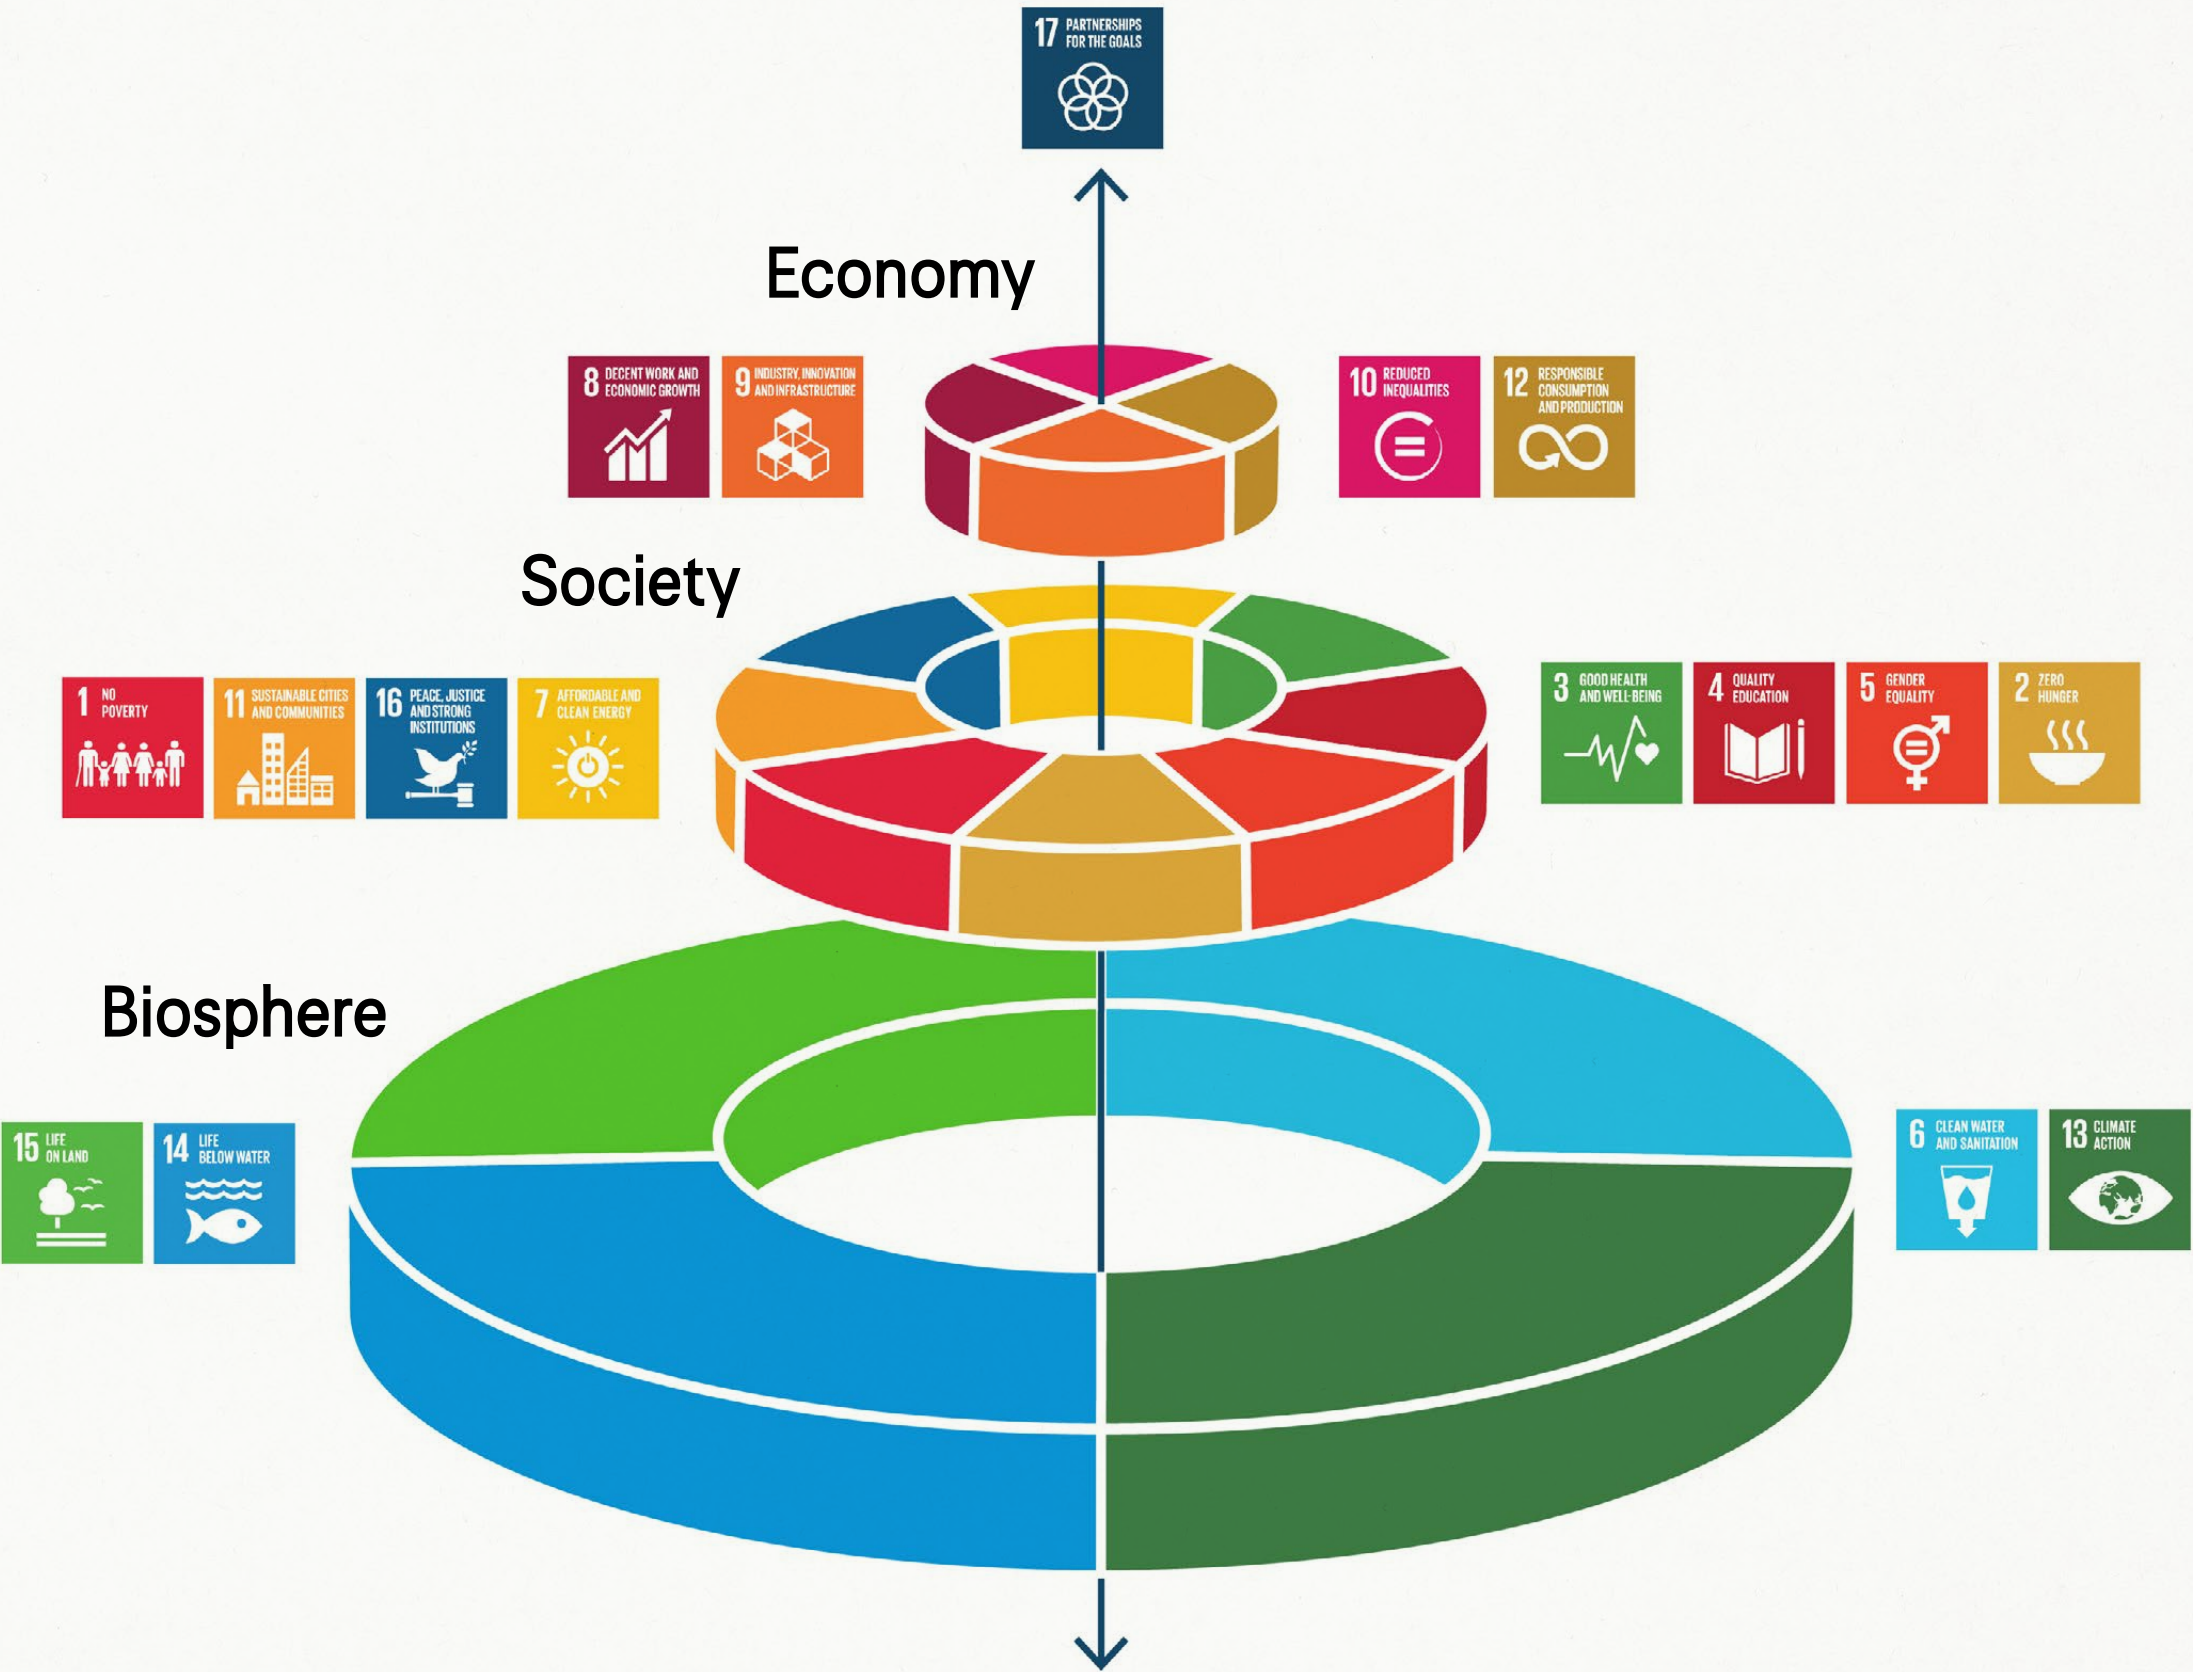 17 PARTNERSHIPS
FOR THE GOALS
Economy
8 DECENT WORK AND
ECONOMIC GROWTH
9 INDUSTRY, INNOVATION
AND INFRASTRUCTURE
10 REDUCED
INEQUALITIES
12 RESPONSIBLE
CONSUMPTION
AND PRODUCTION
Society
1 NO
POVERTY
11 SUSTAINABLE CITIES
AND COMMUNITIES
16 PEACE, JUSTICE
AND STRONG
INSTITUTIONS
7 AFFORDABLE AND
CLEAN ENERGY
3 GOOD HEALTH
AND WELL-BEING
4 QUALITY
EDUCATION
5 GENDER
EQUALITY
2 ZERO
HUNGER
Biosphere
15 LIFE
ON LAND
14 LIFE
BELOW WATER
6 CLEAN WATER
AND SANITATION
13 CLIMATE
ACTION